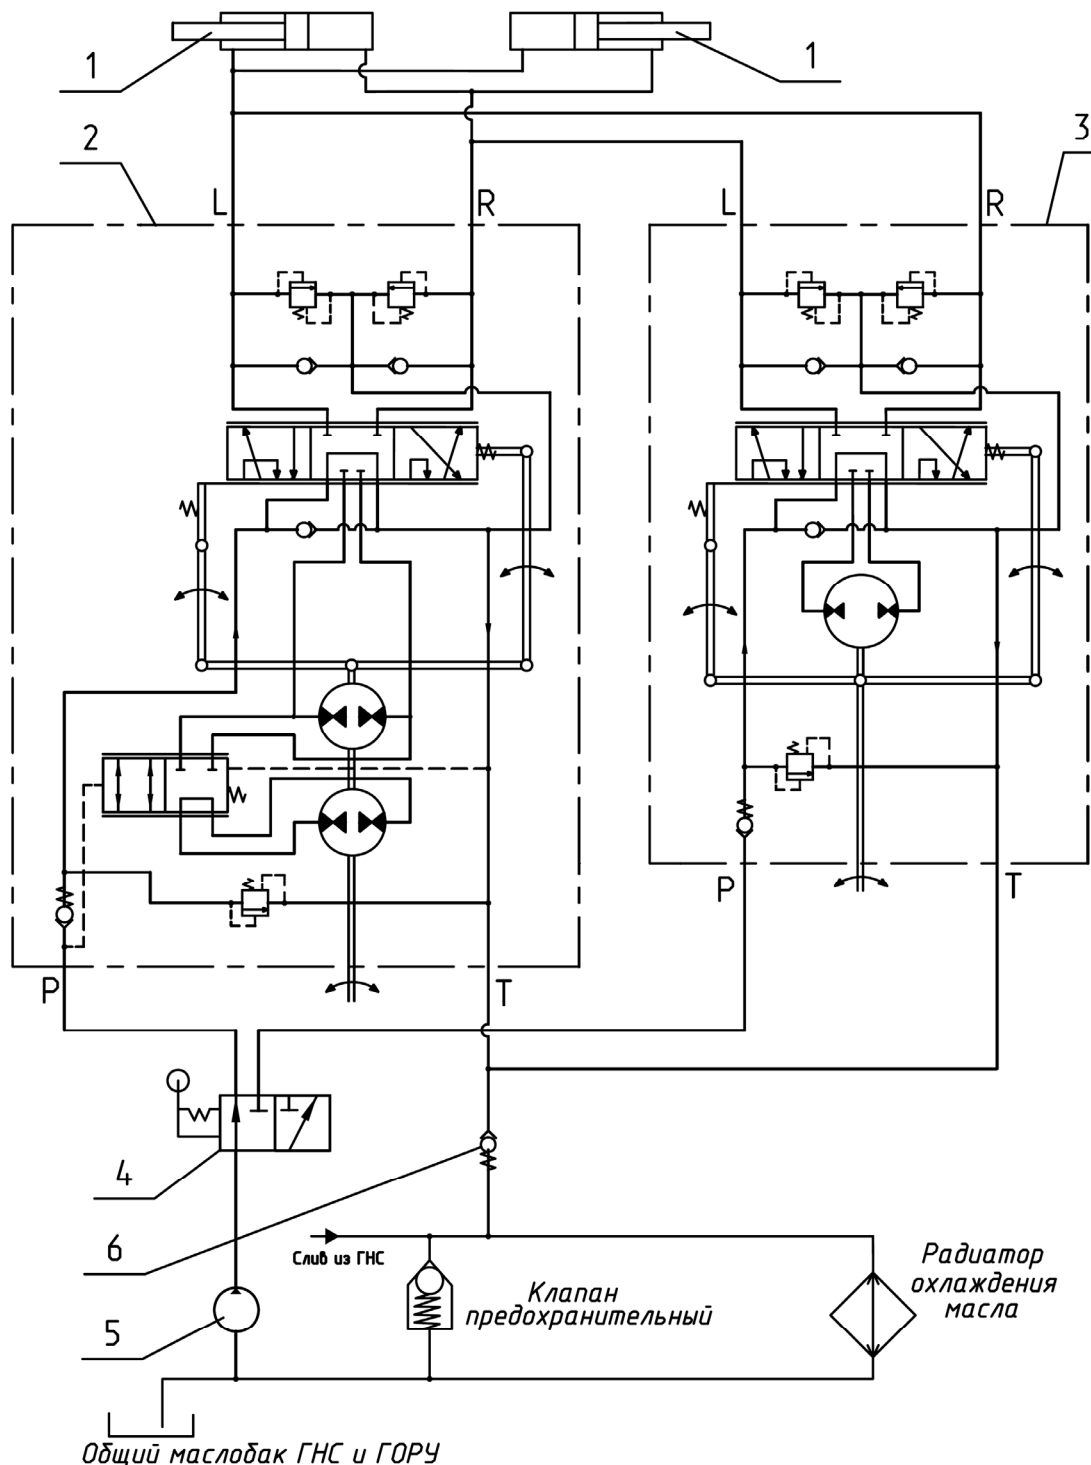 1
1
2
3
L
R
L
R
P
T
P
T
4
6
Слив из ГНС
Радиатор
охлаждения
масла
Клапан
предохранительный
5
Общий маслобак ГНС и ГОРУ